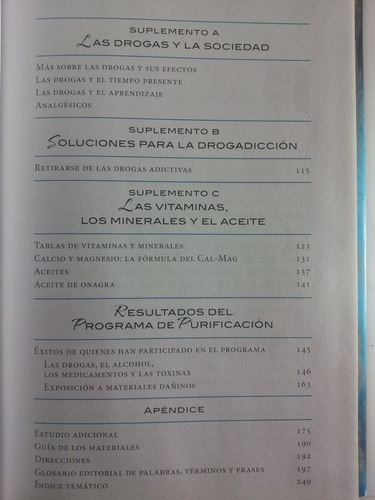 SUPLEMENTO A
LAS DROGAS Y LA SOCIEDAD
MÁS SOBRE LAS DROGAS Y SUS EFECTOS
LAS DROGAS Y EL TIEMPO PRESENTE
LAS DROGAS Y EL APRENDIZAJE
ANALGÉSICOS
SUPLEMENTO B
SOLUCIONES PARA LA DROGADICCIÓN
RETIRARSE DE LAS DROGAS ADICTIVAS 115
SUPLEMENTO C
LAS VITAMINAS,
LOS MINERALES Y EL ACEITE
TABLAS DE VITAMINAS Y MINERALES 123
CALCIO Y MAGNESIO: LA FÓRMULA DEL CAL-MAG 131
ACEITES 137
ACEITE DE ONAGRA 141
RESULTADOS DEL
PROGRAMA DE PURIFICACIÓN
ÉXITOS DE QUIENES HAN PARTICIPADO EN EL PROGRAMA 145
LAS DROGAS, EL ALCOHOL,
LOS MEDICAMENTOS Y LAS TOXINAS 146
EXPOSICIÓN A MATERIALES DAÑINOS 163
APÉNDICE
ESTUDIO ADICIONAL 175
GUÍA DE LOS MATERIALES 190
DIRECCIONES 192
GLOSARIO EDITORIAL DE PALABRAS, TÉRMINOS Y FRASES 197
ÍNDICE TEMÁTICO 249